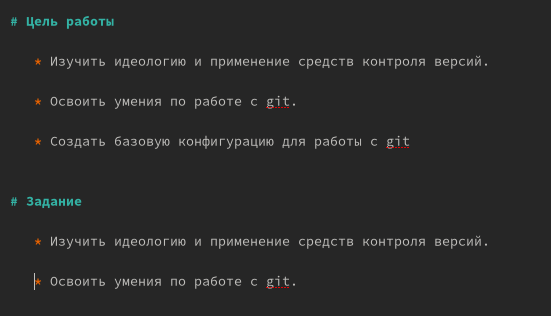 # Цель работы
* Изучить идеологию и применение средств контроля версий.
* Освоить умения по работе с git.
* Создать базовую конфигурацию для работы с git
# Задание
* Изучить идеологию и применение средств контроля версий.
* Освоить умения по работе с git.